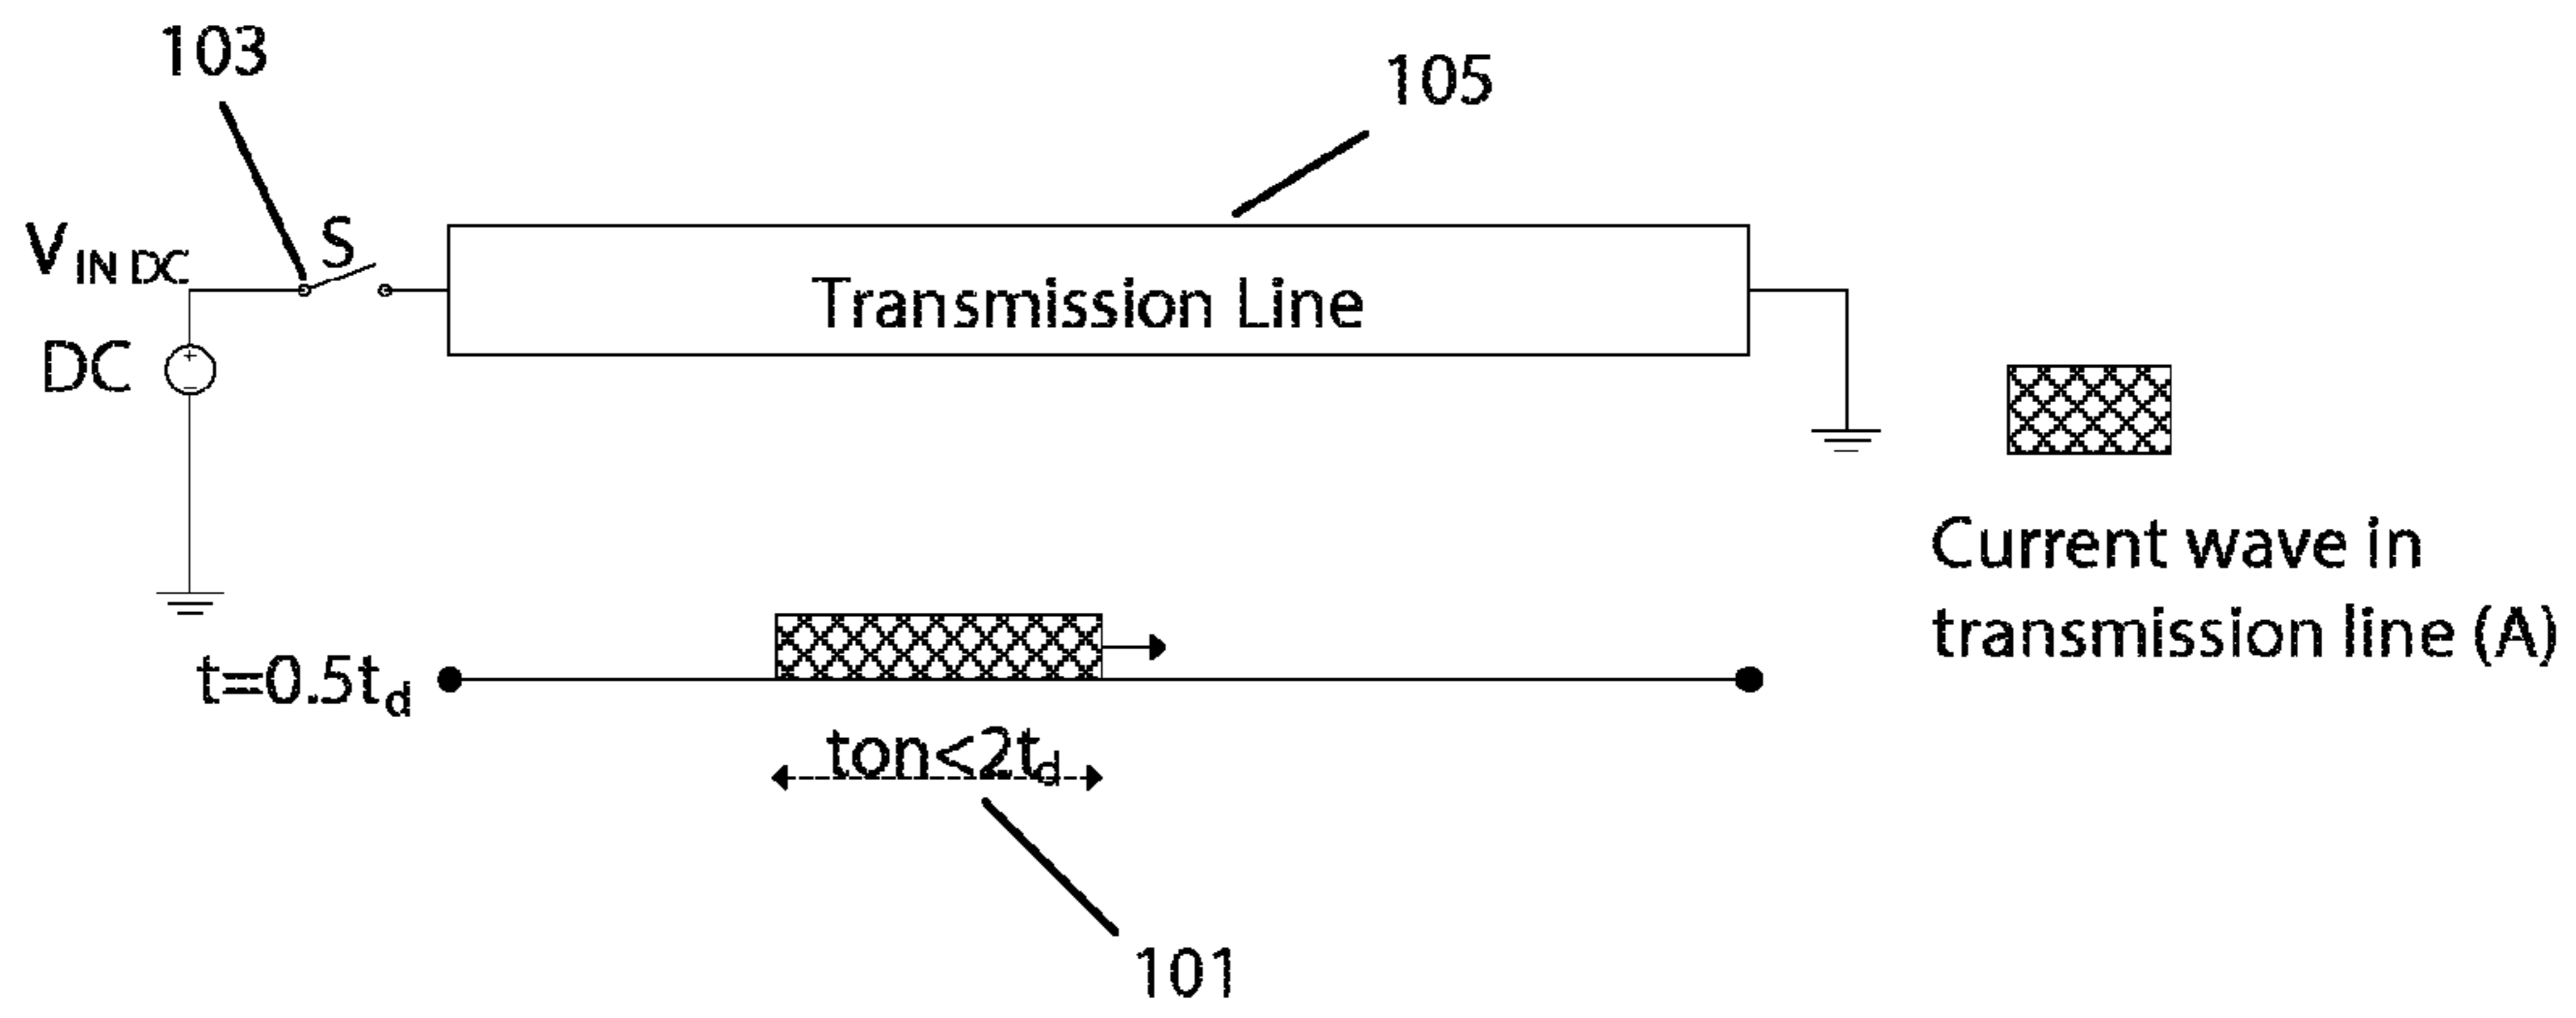 103
105
V IN DC
S
Transmission Line
DC
Current wave in
transmission line (A)
t=0.5td
ton<2td
101